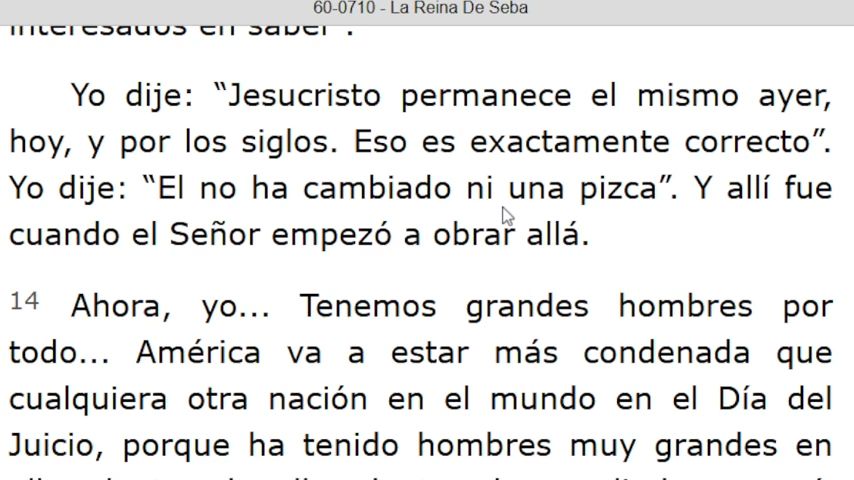 60-0710 - La Reina De Seba
interesados en saber".
Yo dije: “Jesucristo permanece el mismo ayer,
hoy, y por los siglos. Eso es exactamente correcto”.
Yo dije: “El no ha cambiado ni una pizca”. Y allí fue
cuando el Señor empezó a obrar allá.
14 Ahora, yo... Tenemos grandes hombres por
todo... América va a estar más condenada que
cualquiera otra nación en el mundo en el Día del
Juicio, porque ha tenido hombres muy grandes en